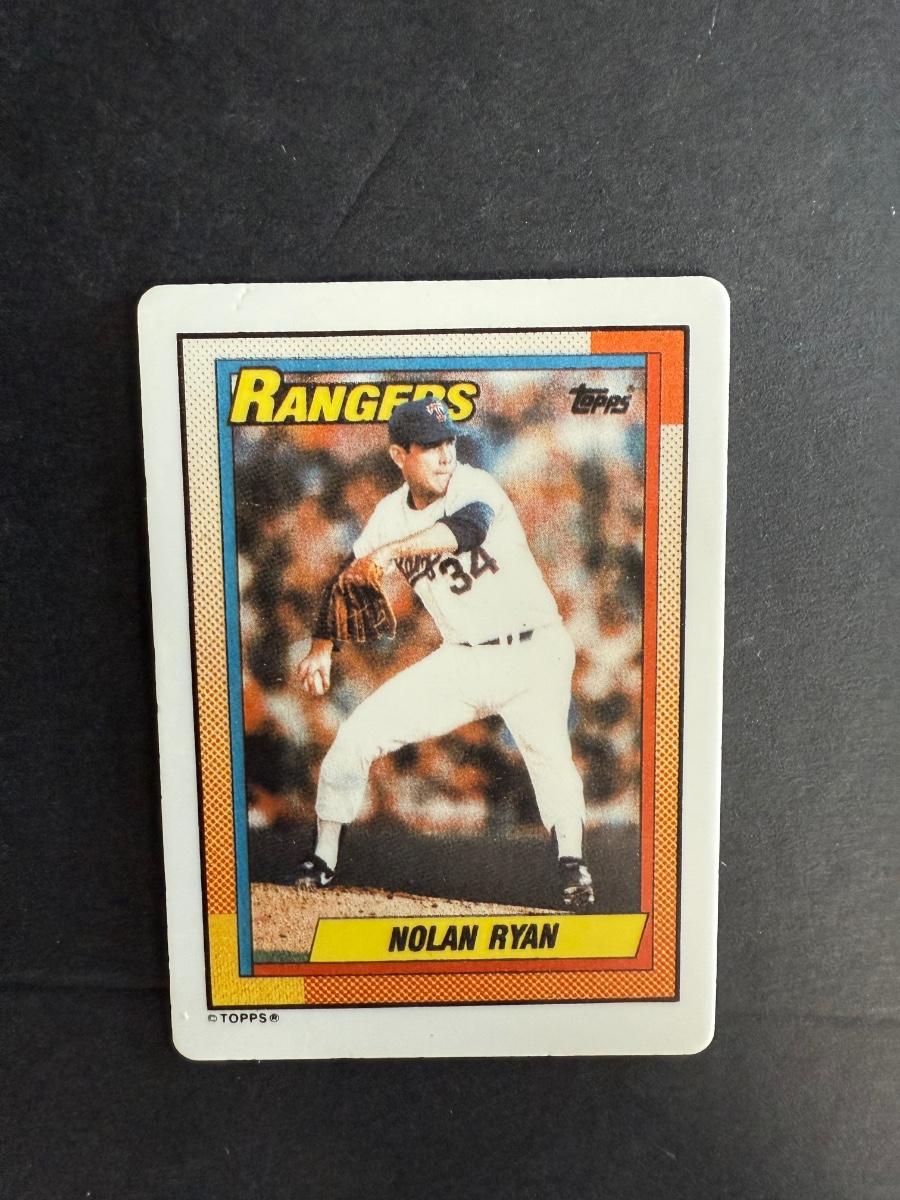 RANGERS
TOPPS®
34
NOLAN RYAN
© TOPPS®